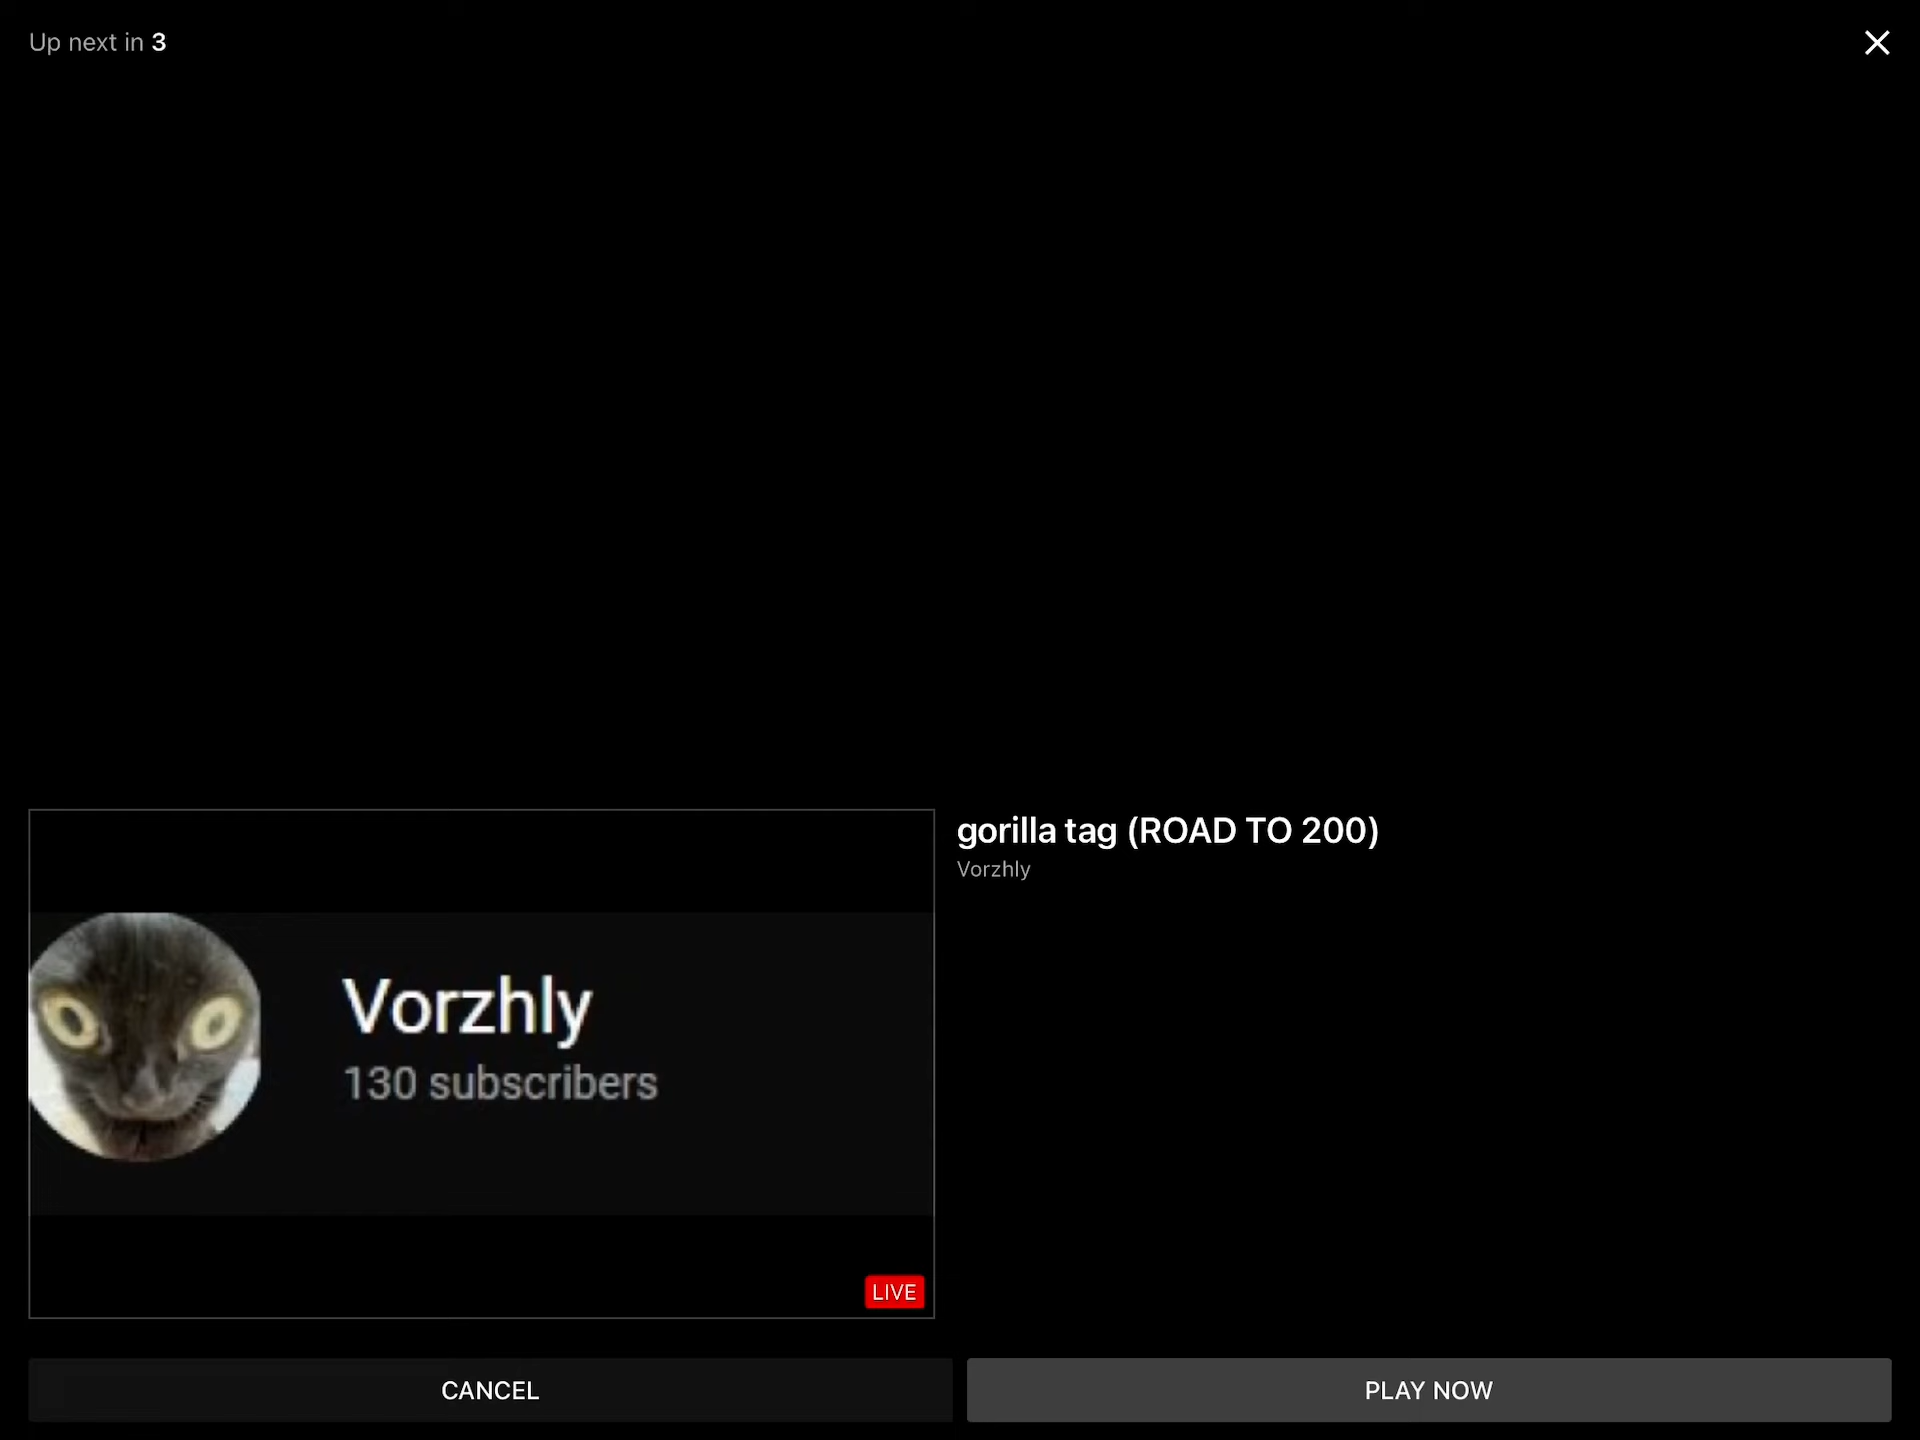 Up next in 3
gorilla tag (ROAD TO 200)
Vorzhly
Vorzhly
130 subscribers
LIVE
CANCEL
PLAY NOW